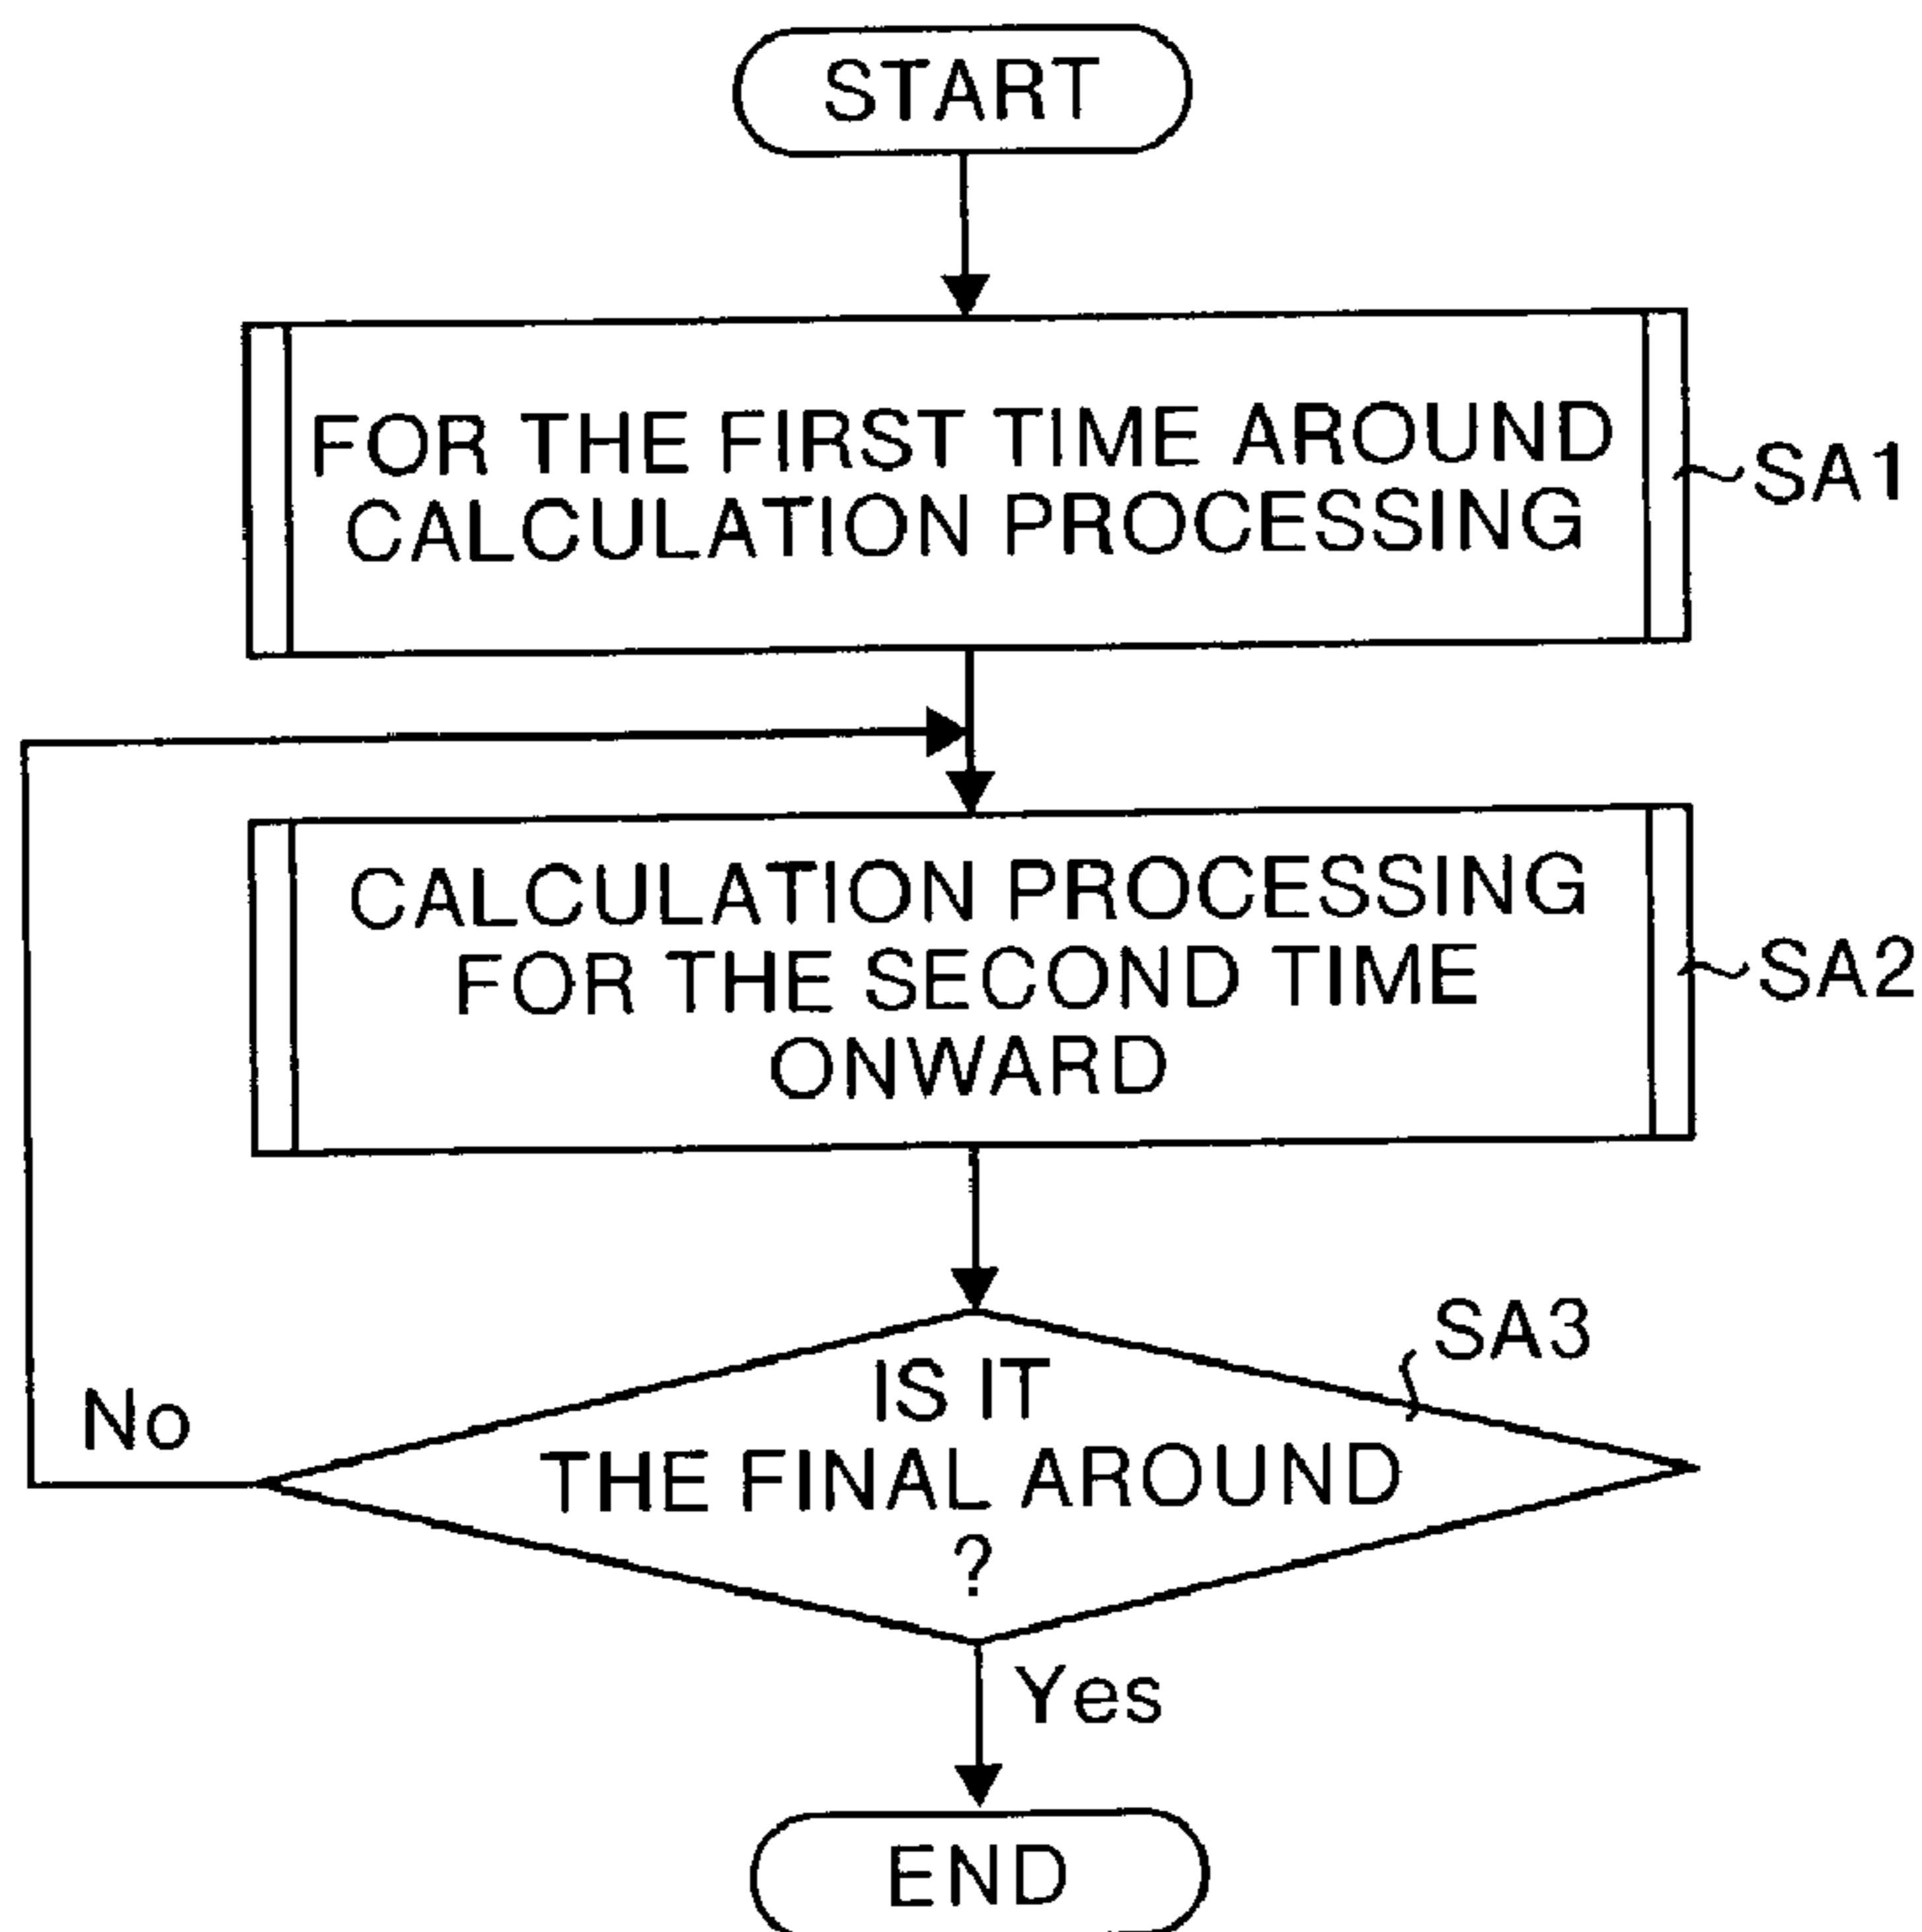 START
FOR THE FIRST TIME AROUND
CALCULATION PROCESSING
SA1
CALCULATION PROCESSING
FOR THE SECOND TIME
ONWARD
SA2
SA3
IS IT
THE FINAL AROUND
?
No
Yes
END